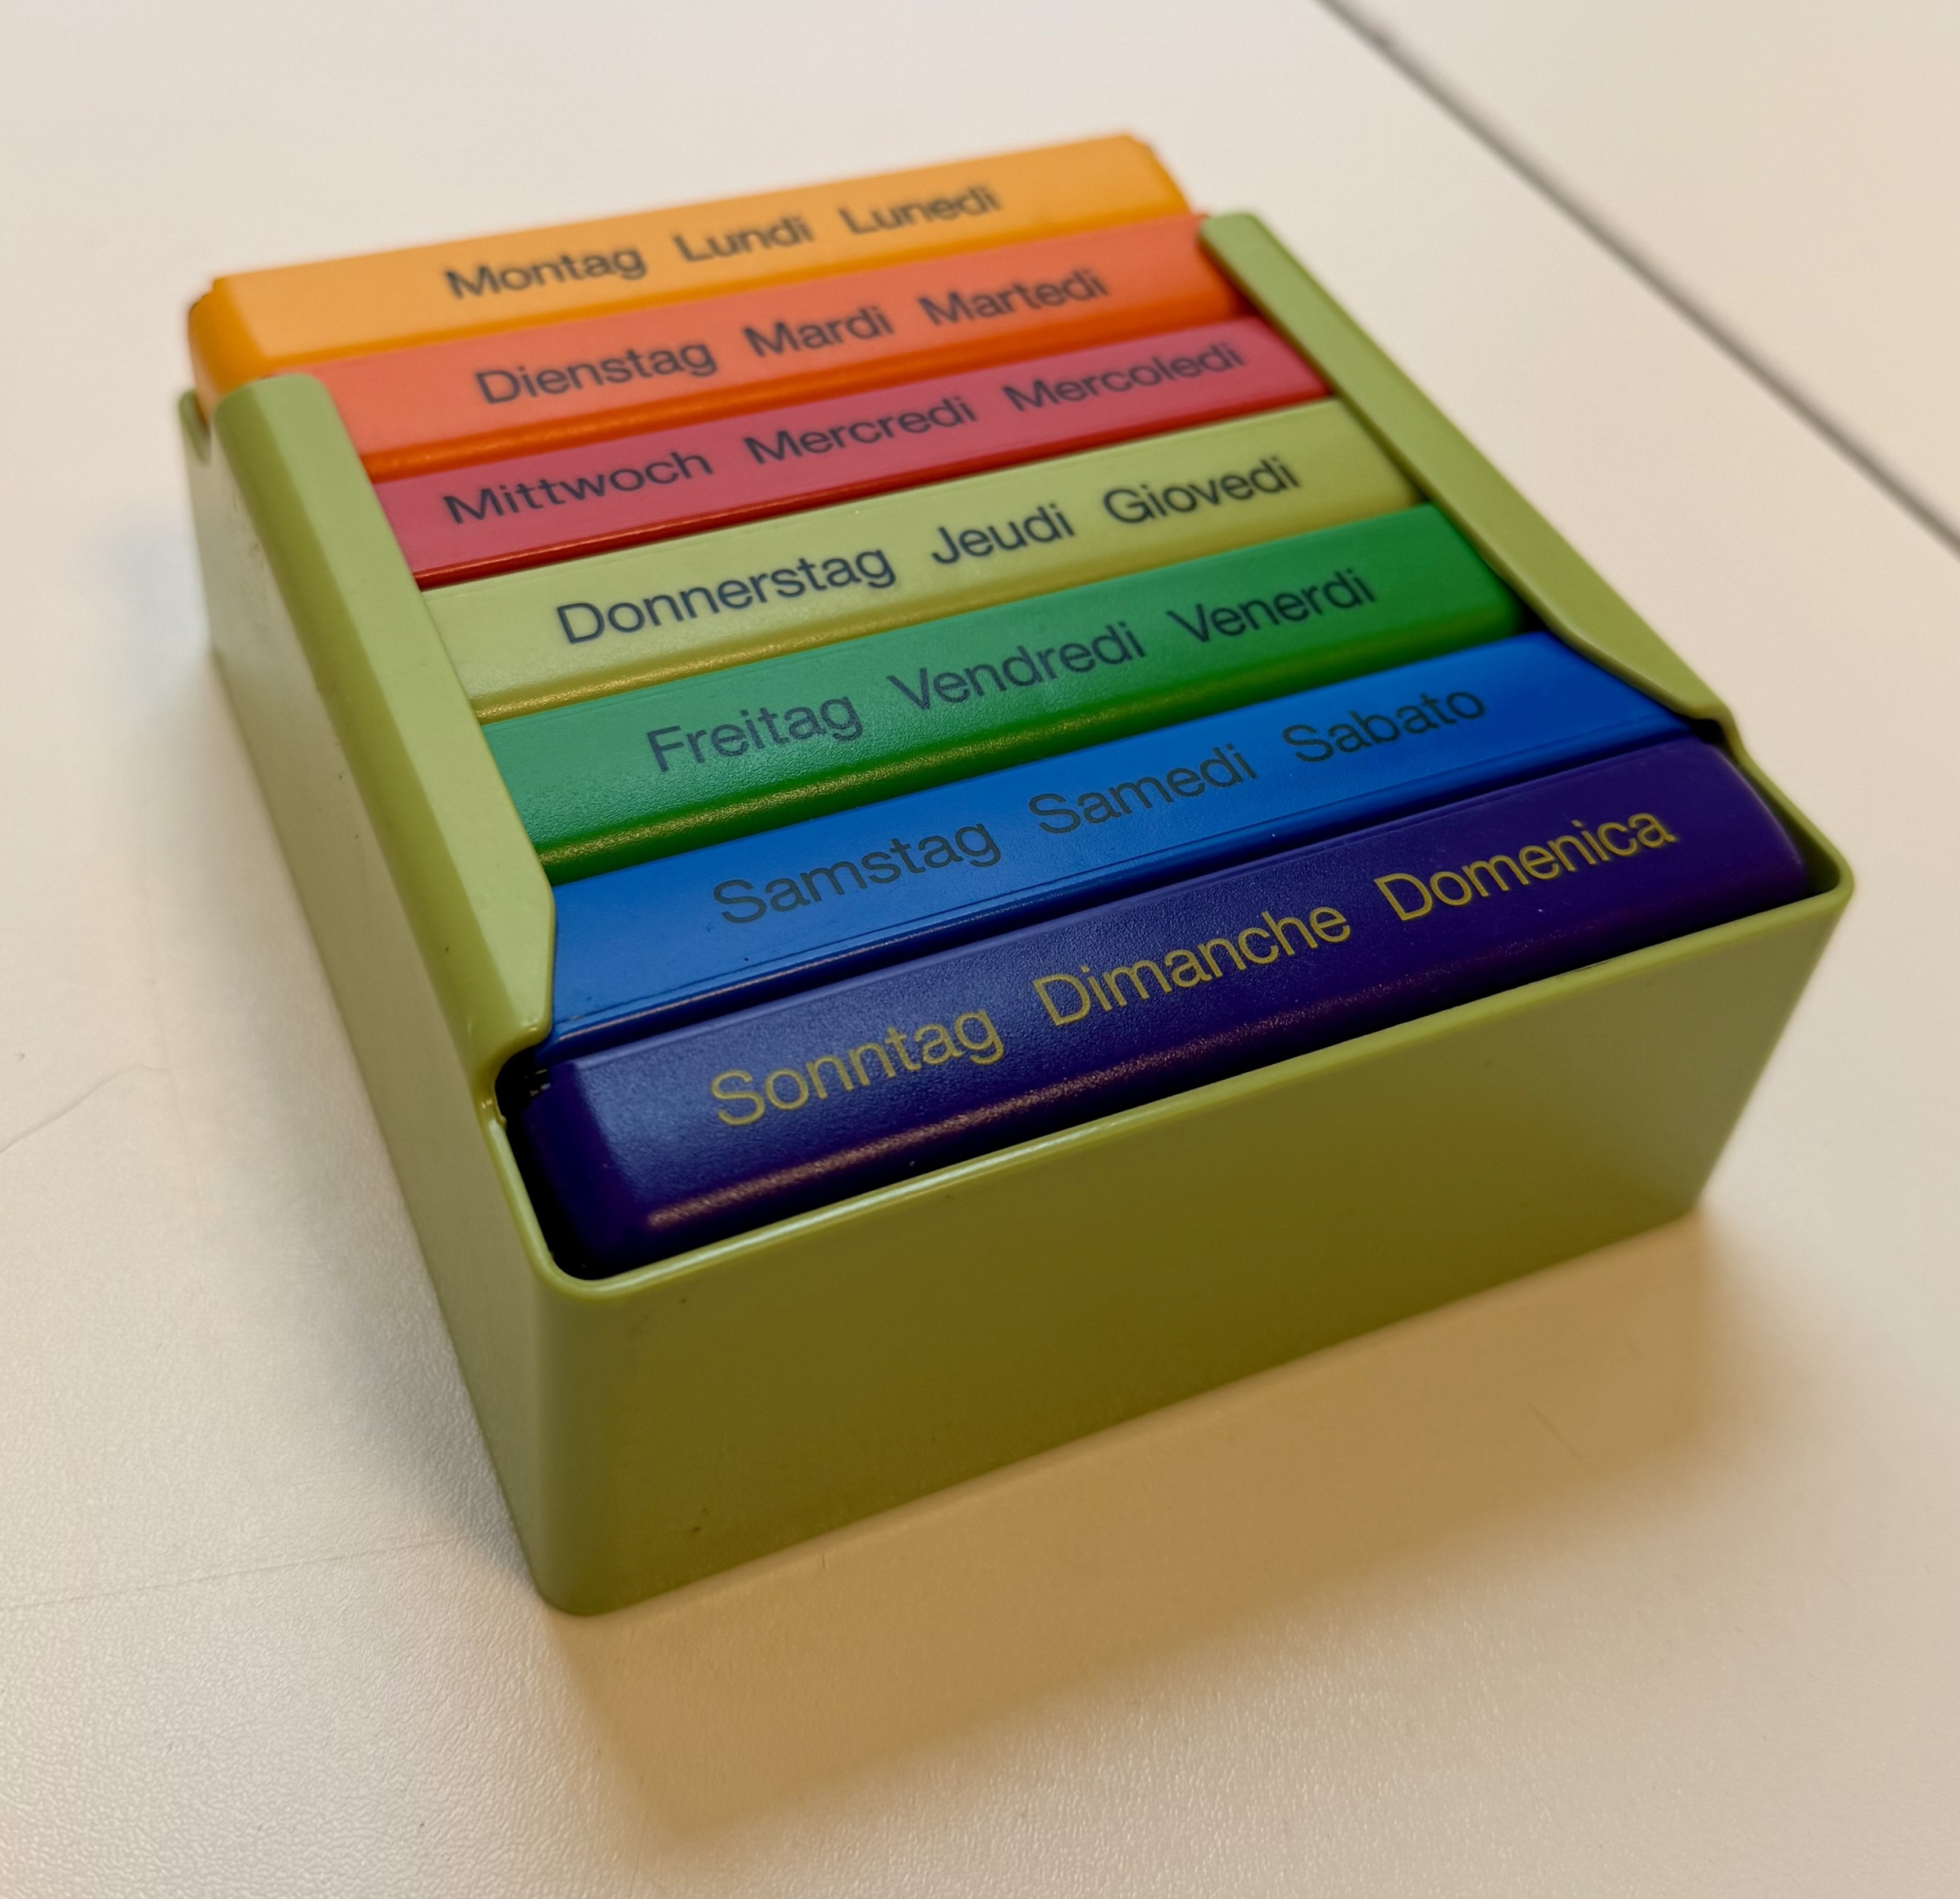 Montag Lundi Lunedi
Dienstag Mardi Martedi
Mittwoch Mercredi Mercoledi
Donnerstag Jeudi Giovedi
Freitag Vendredi Venerdi
Samstag Samedi Sabato
Sonntag Dimanche Domenica